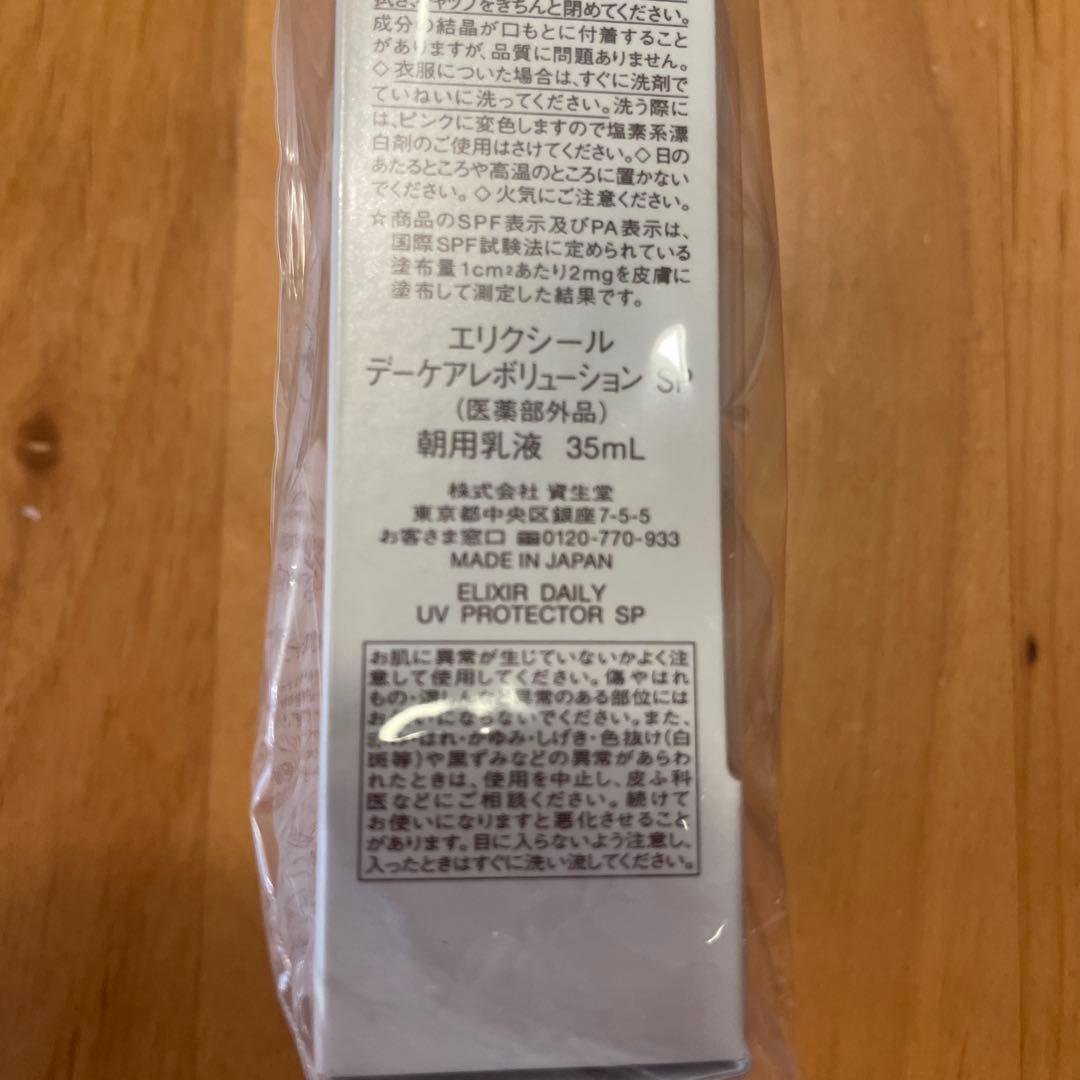 拭き、キャップをきちんと閉めてください。
成分の結晶が口もとに付着すること
がありますが、品質に問題ありません。
◇衣服についた場合は、すぐに洗剤で
ていねいに洗ってください。洗う際に
は、ピンクに変色しますので塩素系漂
白剤のご使用はさけてください。◇日の
あたるところや高温のところに置かない
でください。◇火気にご注意ください。
☆商品のSPF表示及びPA表示は、
国際SPF試験法に定められている
塗布量1cm²あたり2mgを皮膚に
塗布して測定した結果です。
エリクシール
デーケアレボリューション SP
(医薬部外品)
朝用乳液 35mL
株式会社 資生堂
東京都中央区銀座7-5-5
お客さま窓口 0120-770-933
MADE IN JAPAN
ELIXIR DAILY
UV PROTECTOR SP
お肌に異常が生じていないかよく注
意して使用してください。傷やはれ
もの・湿しん 異常のある部位には
お にならないでください。また、
はれ・かゆみ・しげき・色抜け(白
斑等)や黒ずみなどの異常があらわ
れたときは、使用を中止し、皮ふ科
医などにご相談ください。続けて
お使いになりますと悪化させること
があります。目に入らないよう注意し、
入ったときはすぐに洗い流してください。